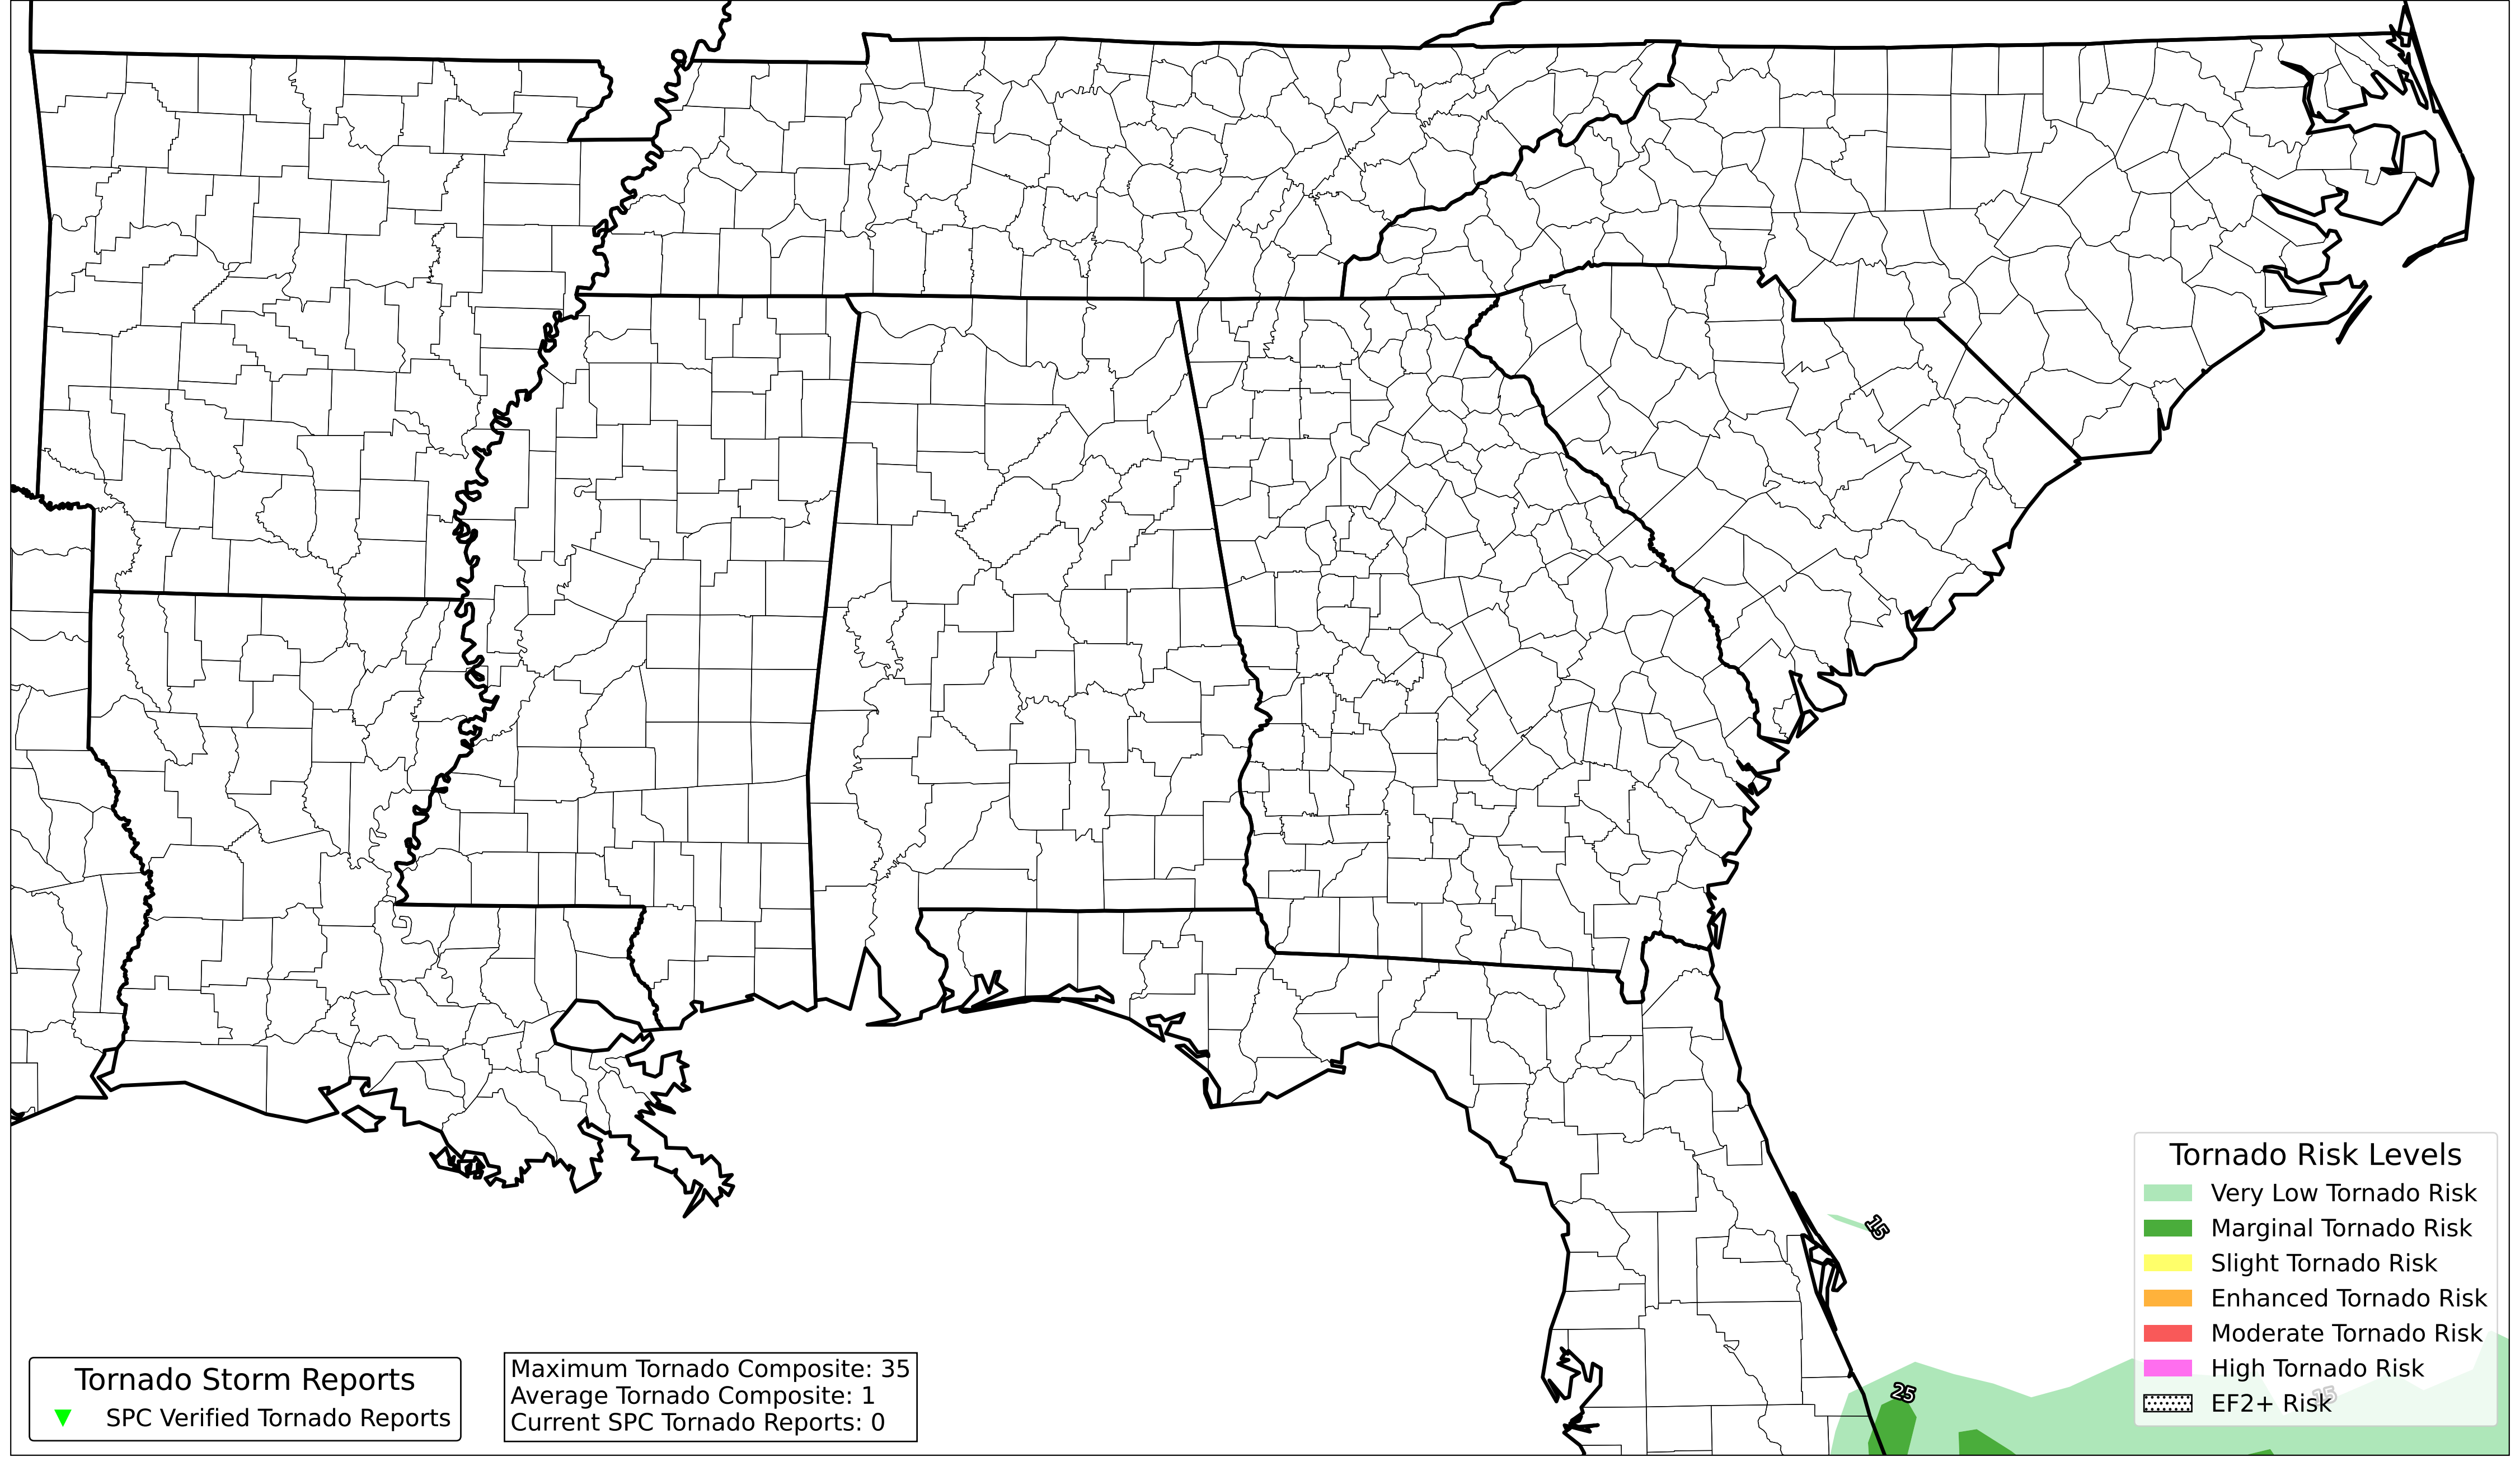 15
Tornado Risk Levels
Very Low Tornado Risk
Marginal Tornado Risk
Slight Tornado Risk
Enhanced Tornado Risk
Moderate Tornado Risk
High Tornado Risk
EF2+ Risk
15
25
Tornado Storm Reports
SPC Verified Tornado Reports
Maximum Tornado Composite: 35
Average Tornado Composite: 1
Current SPC Tornado Reports: 0